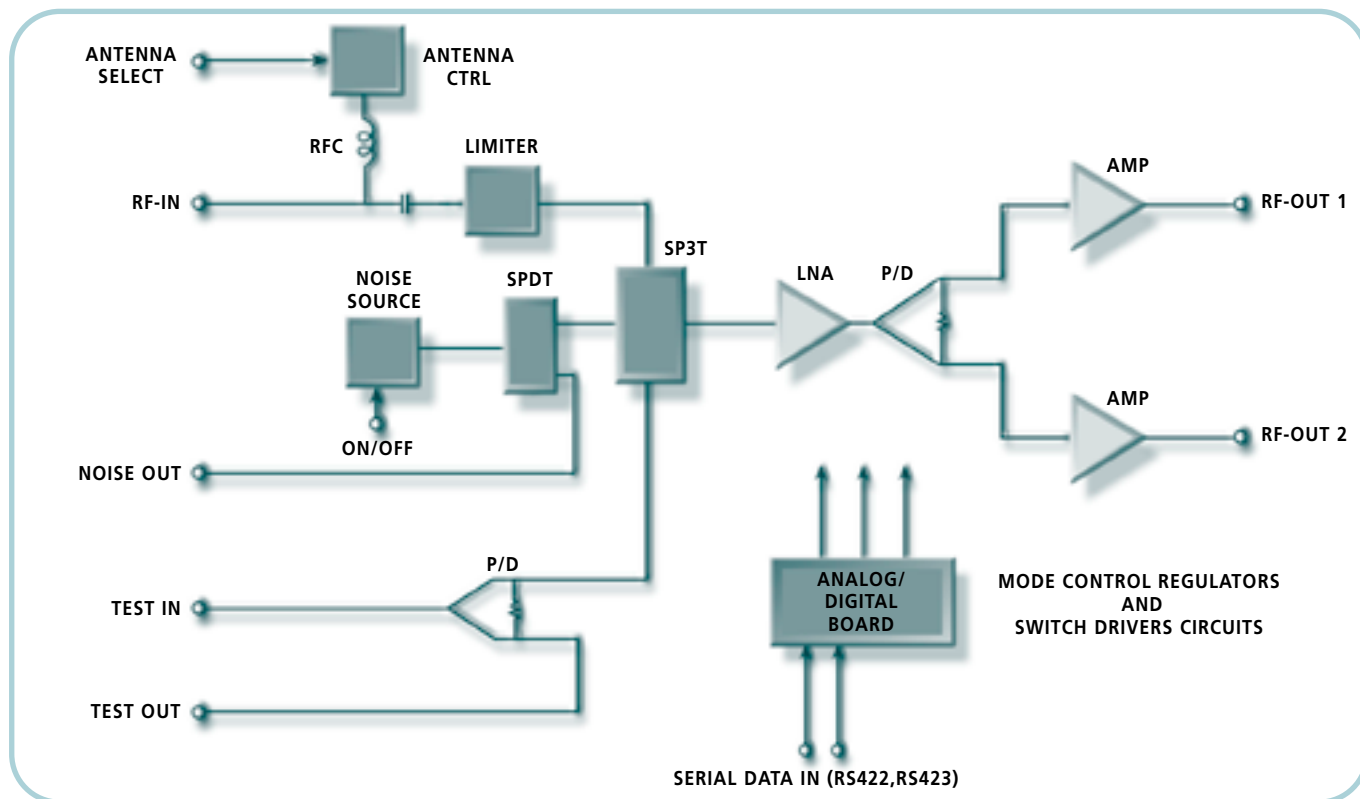 ANTENNA
SELECT
ANTENNA
CTRL
RFC
LIMITER
RF-IN
AMP
RF-OUT 1
SP3T
NOISE
SOURCE
SPDT
LNA
P/D
ON/OFF
NOISE OUT
AMP
RF-OUT 2
P/D
TEST IN
TEST OUT
ANALOG/
DIGITAL
BOARD
MODE CONTROL REGULATORS
AND
SWITCH DRIVERS CIRCUITS
SERIAL DATA IN (RS422,RS423)